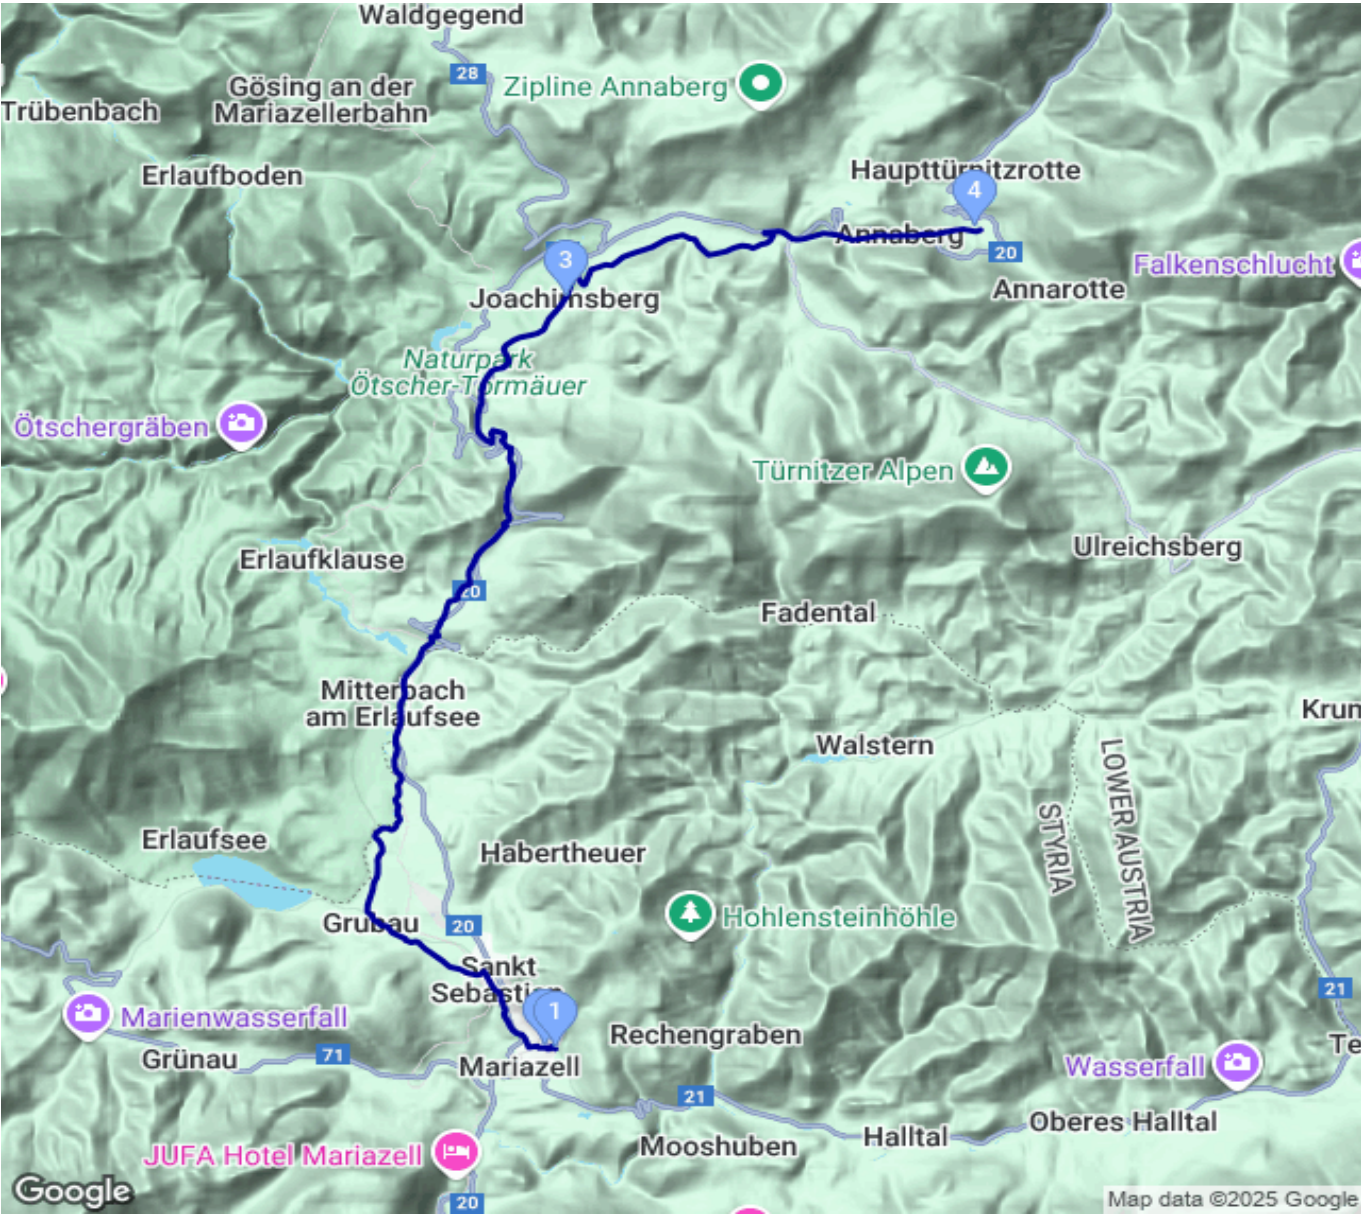 Waldgegend
28
Zipline Annaberg
Gösing an der
Mariazellerbahn
Trübenbach
Erlaufboden
Haupttürnitzrotte
4
Annaberg
20
Falkenschlucht
Annarotte
3
Joachimsberg
Naturpark
Ötscher-Tormäuer
Ötschergräben
Türnitzer Alpen
Ulreichsberg
Erlaufklause
20
Fadental
Mitterbach
am Erlaufsee
Krun
Walstern
LOWER AUSTRIA
STYRIA
Erlaufsee
Habertheuer
Grubau
20
Hohlensteinhöhle
Sankt
Sebastian
21
1
Marienwasserfall
Rechengraben
Grünau
71
Mariazell
Wasserfall
Te
21
Oberes Halltal
Halltal
Mooshuben
JUFA Hotel Mariazell
20
Google
Map data ©2025 Google